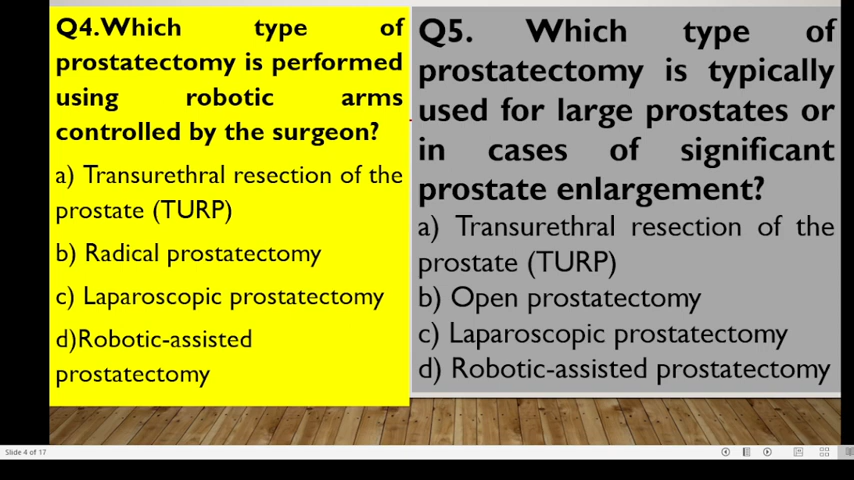 Q4.Which type of
prostatectomy is performed
using robotic arms
controlled by the surgeon?
a) Transurethral resection of the
prostate (TURP)
b) Radical prostatectomy
c) Laparoscopic prostatectomy
d)Robotic-assisted
prostatectomy
Q5. Which type of
prostatectomy is typically
used for large prostates or
in cases of significant
prostate enlargement?
a) Transurethral resection of the
prostate (TURP)
b) Open prostatectomy
c) Laparoscopic prostatectomy
d) Robotic-assisted prostatectomy
Slide 4 of 17